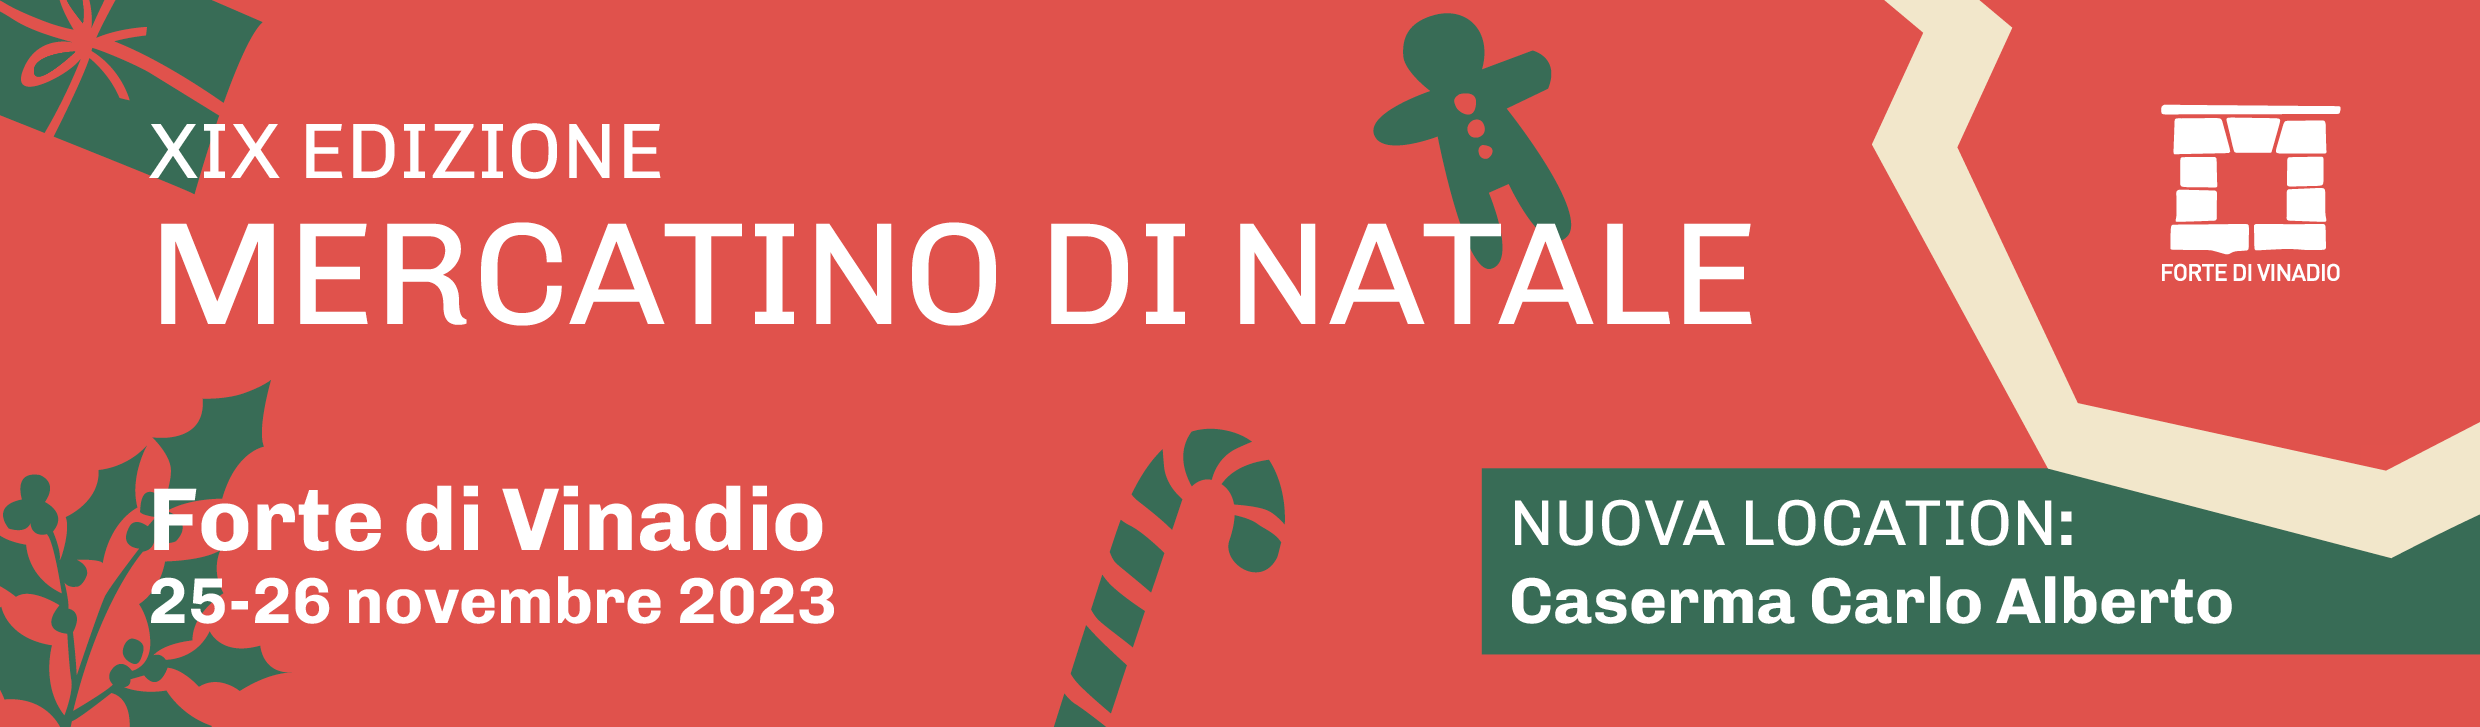 XIX EDIZIONE
MERCATINO DI NATALE
Forte di Vinadio
25-26 novembre 2023
FORTE DI VINADIO
NUOVA LOCATION:
Caserma Carlo Alberto